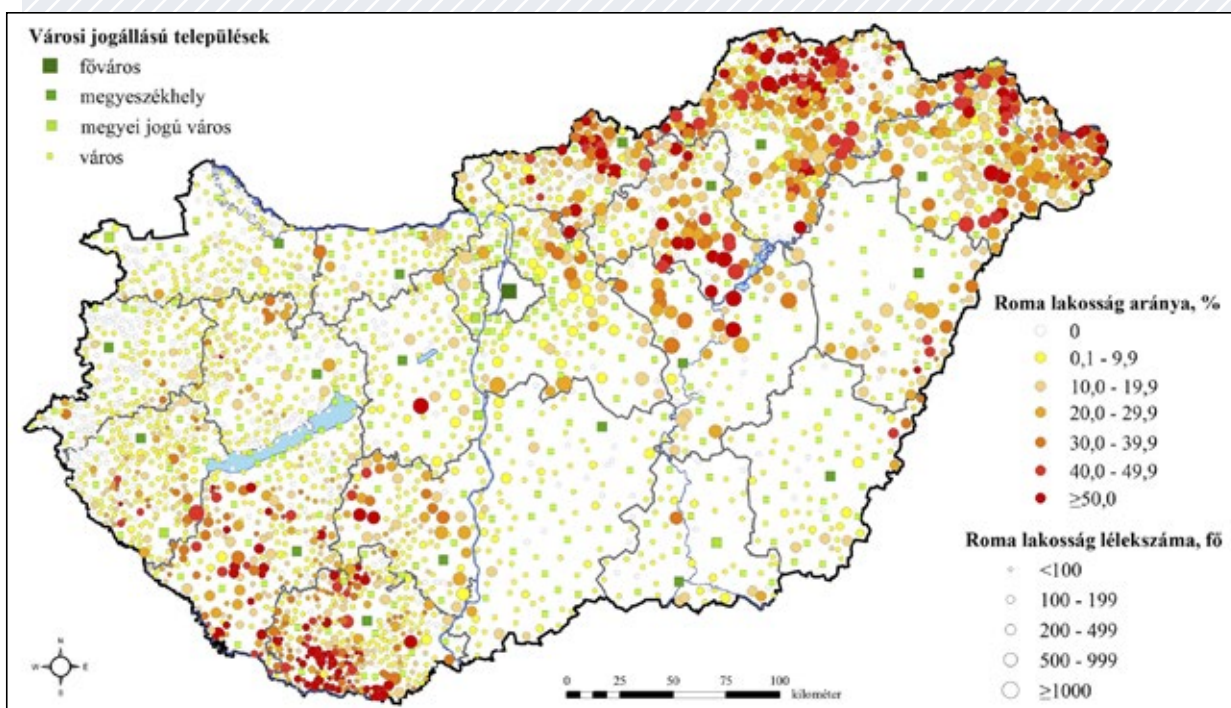 Városi jogállású települések
főváros
megyeszékhely
megyei jogú város
város
Roma lakosság aránya, %
0
0,1 - 9,9
10,0 - 19,9
20,0 - 29,9
30,0 - 39,9
40,0 - 49,9
≥50,0
Roma lakosság lélekszáma, fő
<100
100 - 199
200 - 499
500 - 999
≥1000
N
W E
S
0 25 50 75 100
kilométer